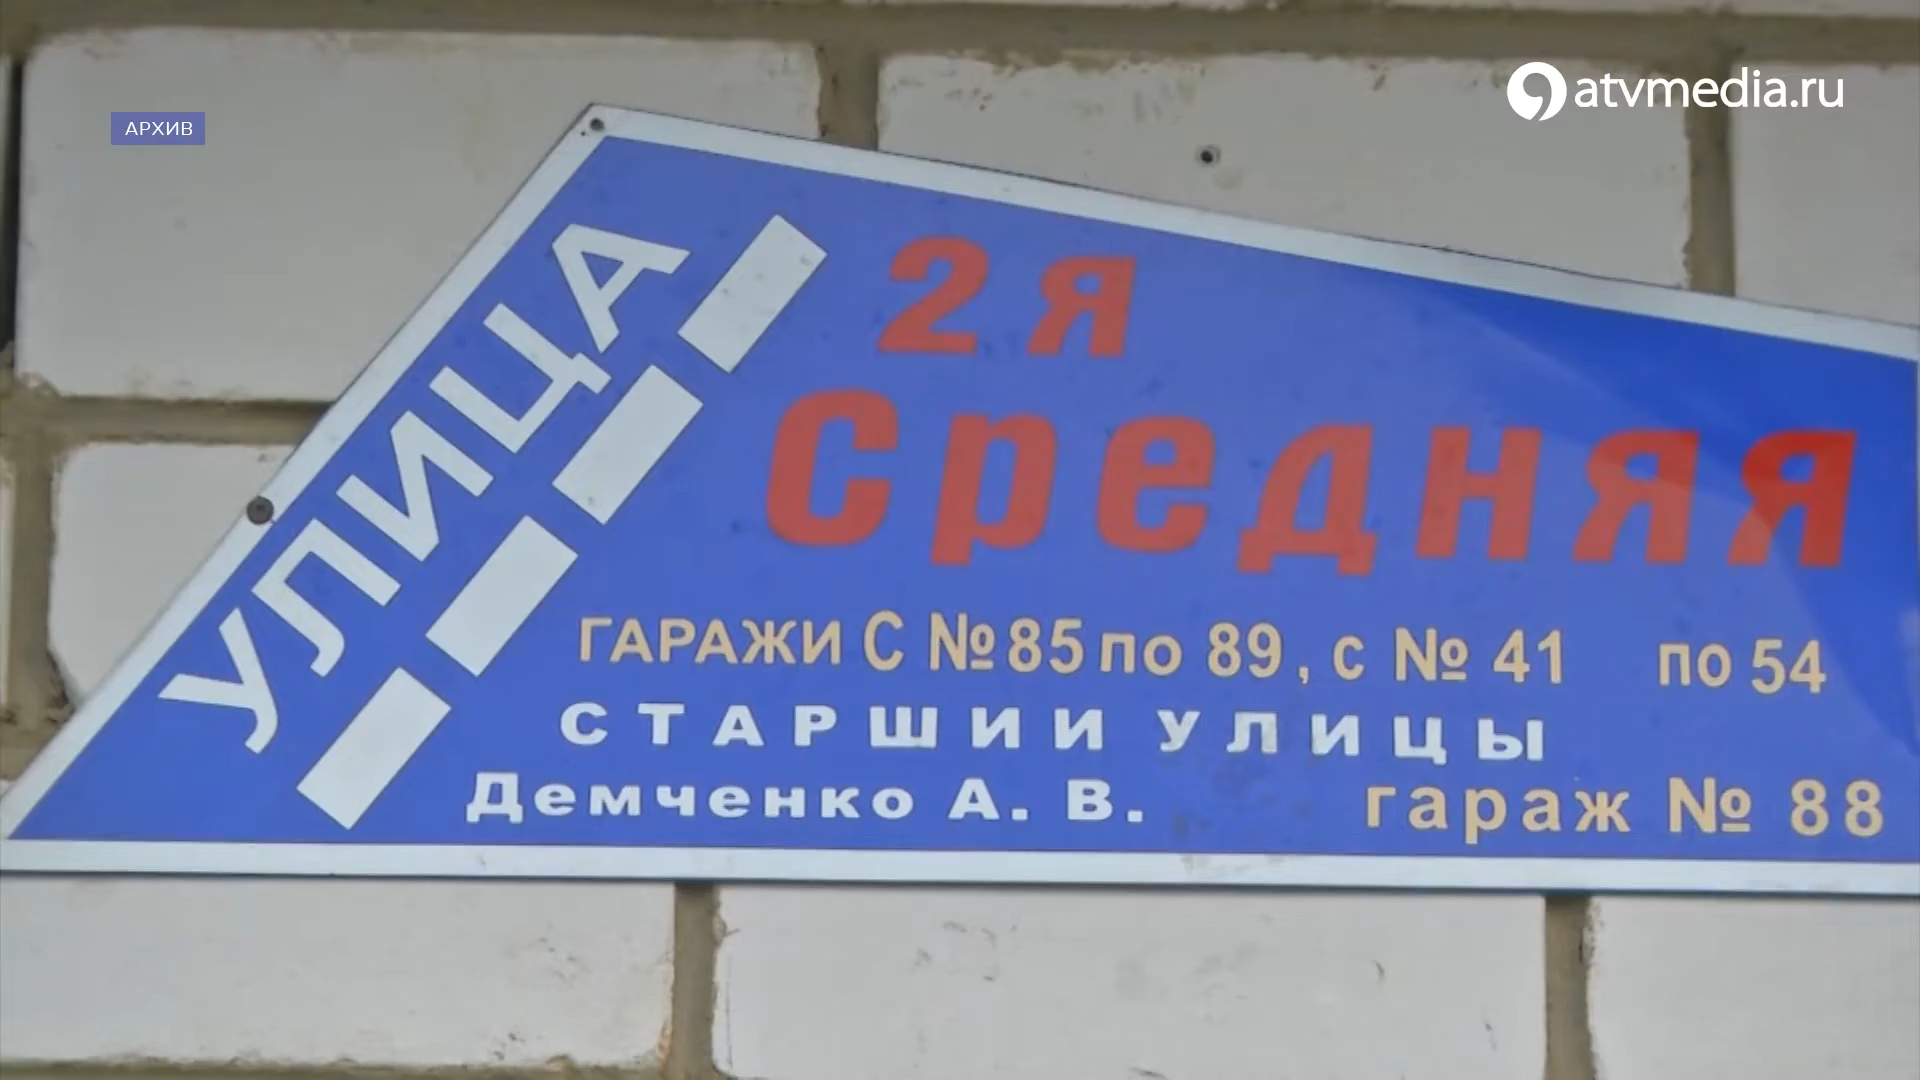 АРХИВ
atvmedia.ru
УЛИЦА
2я
Средняя
ГАРАЖИ С №85 по 89, с № 41 по 54
СТАРШИИ УЛИЦЫ
Демченко А. В. гараж № 88